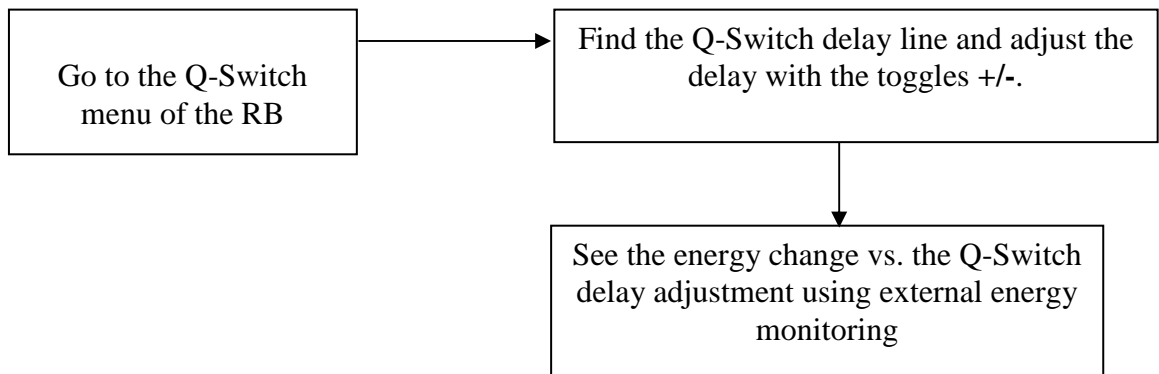 Go to the Q-Switch
menu of the RB
Find the Q-Switch delay line and adjust the
delay with the toggles +/-.
See the energy change vs. the Q-Switch
delay adjustment using external energy
monitoring